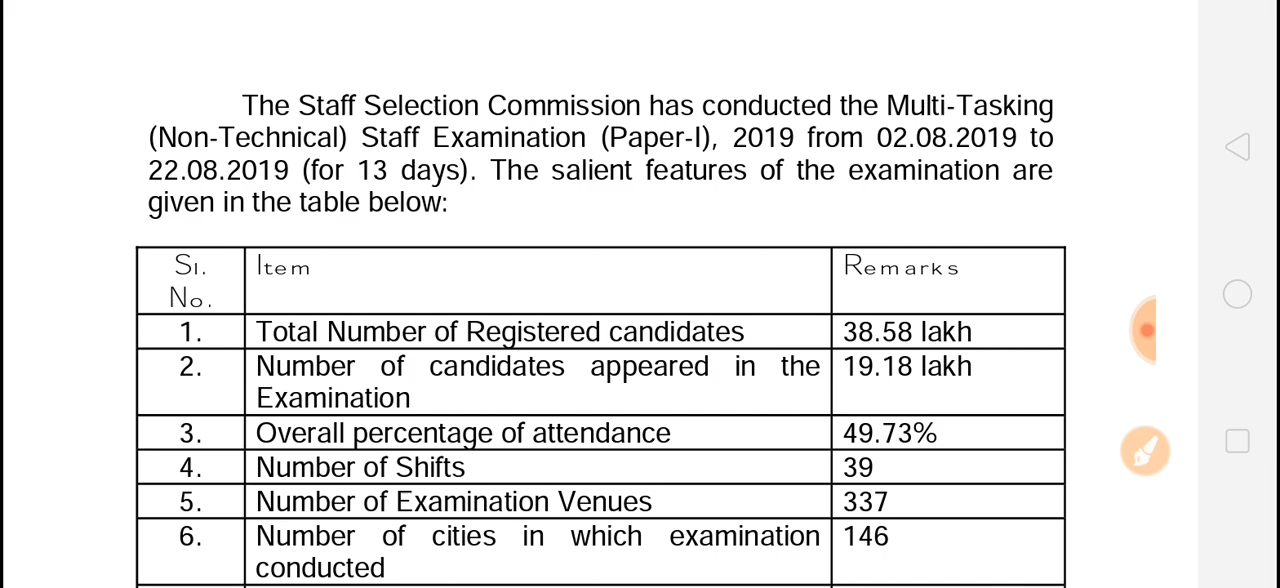 The Staff Selection Commission has conducted the Multi-Tasking
(Non-Technical) Staff Examination (Paper-I), 2019 from 02.08.2019 to
22.08.2019 (for 13 days). The salient features of the examination are
given in the table below:
Sl. No. Item Remarks
1. Total Number of Registered candidates 38.58 lakh
2. Number of candidates appeared in the 19.18 lakh
Examination
3. Overall percentage of attendance 49.73%
4. Number of Shifts 39
5. Number of Examination Venues 337
6. Number of cities in which examination 146
conducted